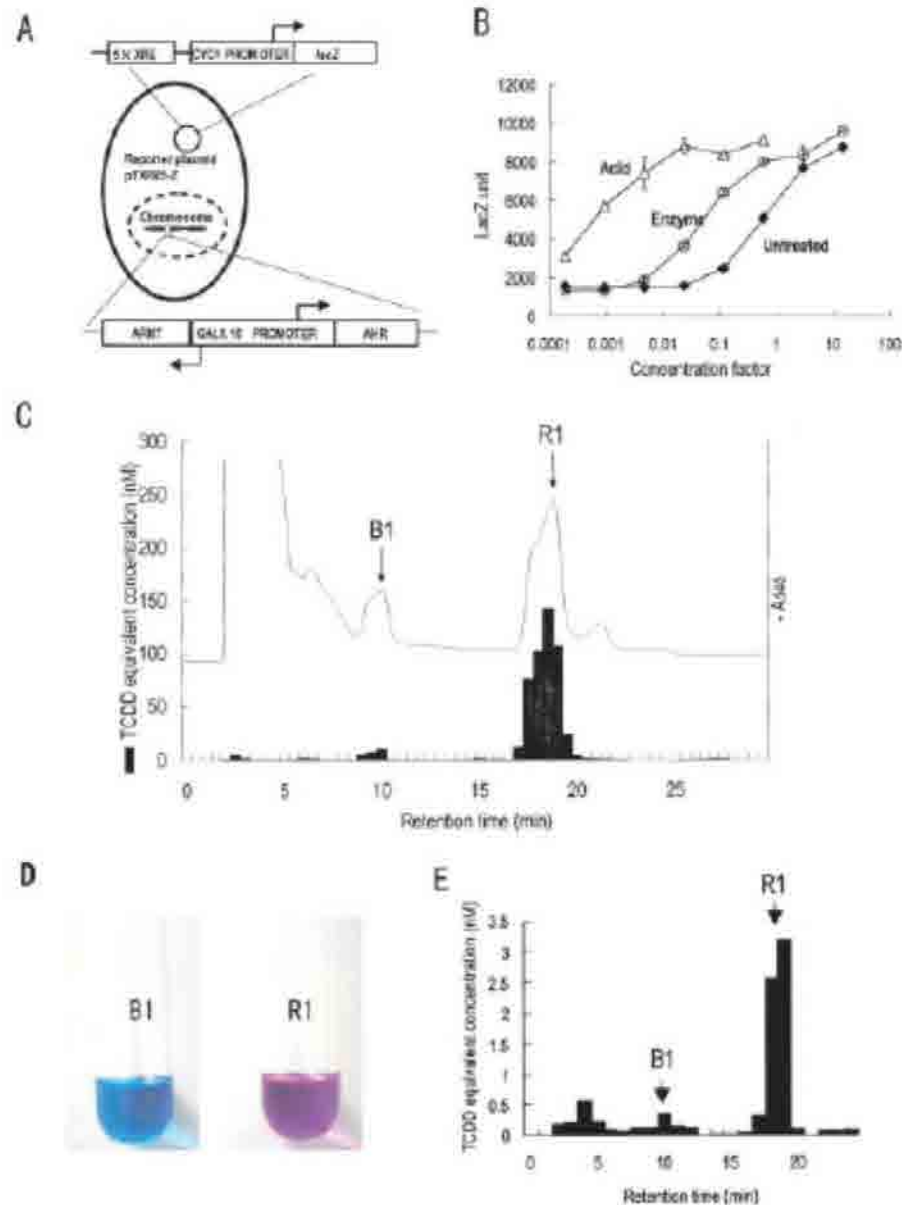 A
5 X XRE CYC1 PROMOTER lacZ
Reporter plasmid
Chromosome
ARNT GAL1, 10 PROMOTER AHR
B
12000
10000
8000
6000
4000
2000
0
LacZ unit
Acid
Enzyme
Untreated
0.0001 0.001 0.01 0.1 1 10 100
Concentration factor
C
300
250
200
150
100
50
0
TCDD equivalent concentration (nM)
B1
R1
0 5 10 15 20 25
Retention time (min)
D
B1
R1
E
3.5
3
2.5
2
1.5
1
0.5
0
TCDD equivalent concentration (nM)
B1
R1
0 5 10 15 20
Retention time (min)